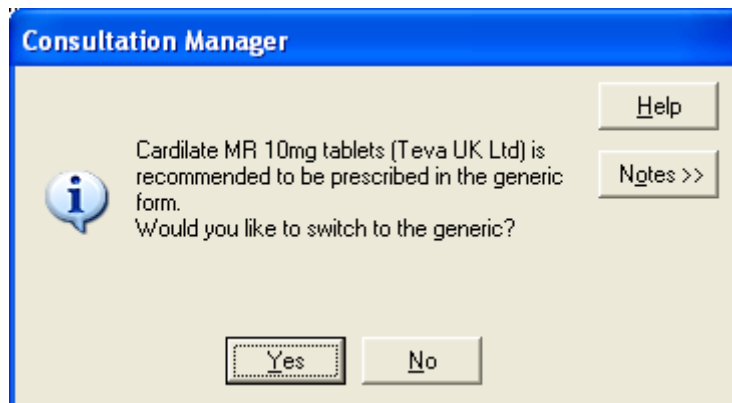 Consultation Manager
Help
Cardilate MR 10mg tablets (Teva UK Ltd) is
recommended to be prescribed in the generic
form.
Would you like to switch to the generic?
Notes >>
Yes
No